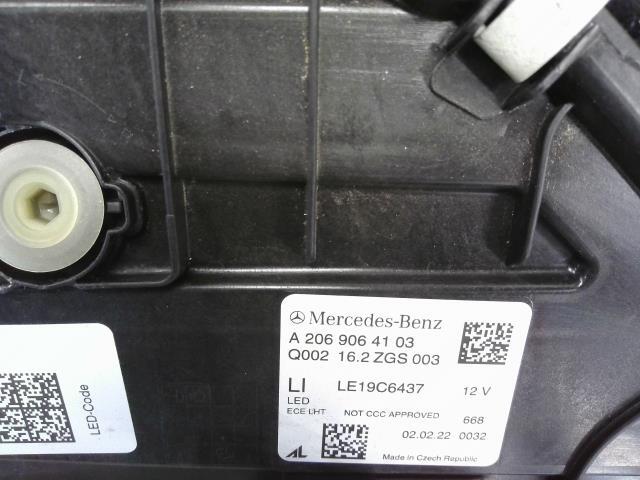 Mercedes-Benz
A 206 906 41 03
Q002 16.2 ZGS 003
LI LE19C6437 12 V
LED
ECE LHT NOT CCC APPROVED 668
02.02.22 0032
AL Made in Czech Republic
LED-Code